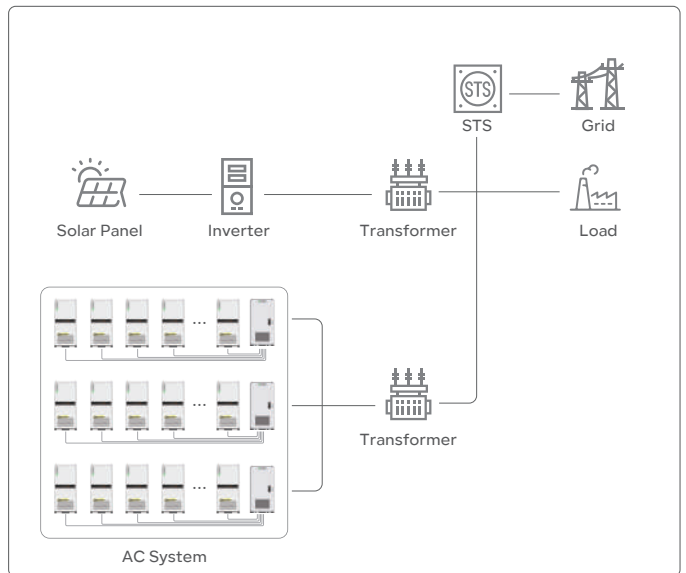 STS
STS
Grid
Solar Panel
Inverter
Transformer
Load
...
...
Transformer
...
AC System